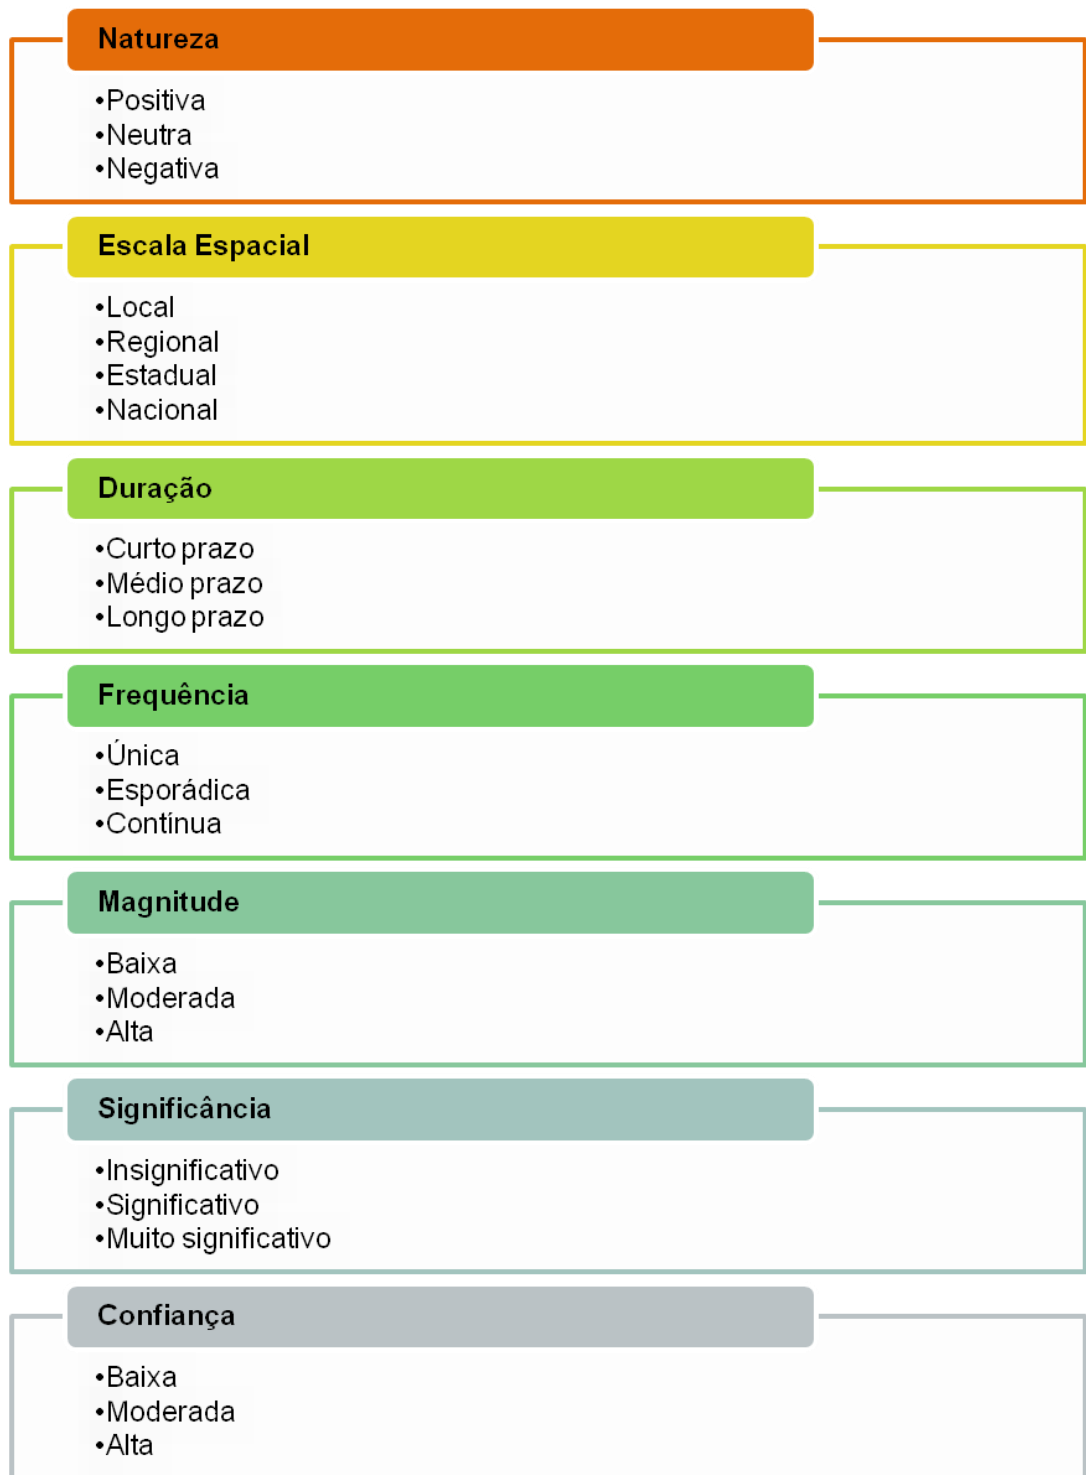 Natureza
•Positiva
•Neutra
•Negativa
Escala Espacial
•Local
•Regional
•Estadual
•Nacional
Duração
•Curto prazo
•Médio prazo
•Longo prazo
Frequência
•Única
•Esporádica
•Contínua
Magnitude
•Baixa
•Moderada
•Alta
Significância
•Insignificativo
•Significativo
•Muito significativo
Confiança
•Baixa
•Moderada
•Alta